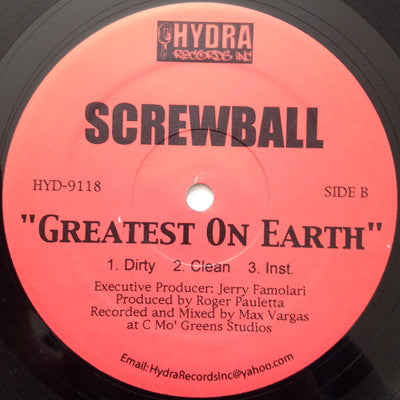 HYDRA
RECORDS INC
SCREWBALL
HYD-9118 SIDE B
"GREATEST ON EARTH"
1. Dirty 2. Clean 3. Inst.
Executive Producer: Jerry Famolari
Produced by Roger Pauletta
Recorded and Mixed by Max Vargas
at C Mo' Greens Studios
Email:HydraRecordsInc@yahoo.com